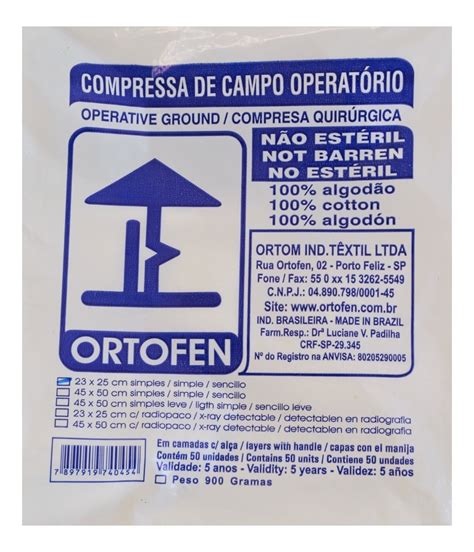 COMPRESSA DE CAMPO OPERATÓRIO
OPERATIVE GROUND / COMPRESA QUIRÚRGICA
NÃO ESTÉRIL
NOT BARREN
NO ESTÉRIL
100% algodão
100% cotton
100% algodón
ORTOM IND.TÊXTIL LTDA
Rua Ortofen, 02 - Porto Feliz - SP
Fone / Fax: 55 0 xx 15 3262-5549
C.N.P.J.: 04.890.798/0001-45
Site: www.ortofen.com.br
IND. BRASILEIRA - MADE IN BRAZIL
Farm.Resp.: Drª Luciane V. Padilha
CRF-SP-29.345
Nº do Registro na ANVISA: 80205290005
ORTOFEN
23 x 25 cm simples / simple / sencillo
45 x 50 cm simples / simple / sencillo
45 x 50 cm simples leve / ligth simple / sencillo leve
23 x 25 cm c/ radiopaco / x-ray detectable / detectablen en radiografia
45 x 50 cm c/ radiopaco / x-ray detectable / detectablen en radiografia
Em camadas c/ alça / layers with handle / capas con el manija
Contém 50 unidades / Contains 50 units / Contiene 50 undades
Validade: 5 anos - Validity: 5 years - Validez: 5 años
Peso 900 Gramas
7897919740454